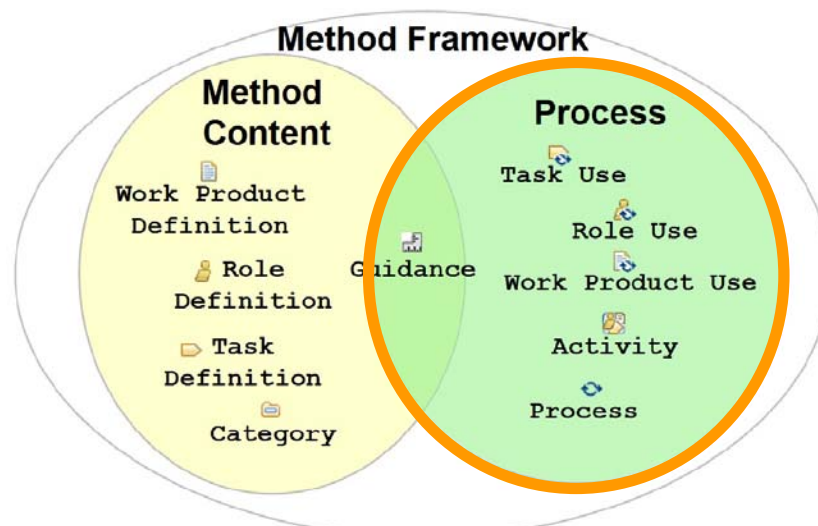 Method Framework
Method
Content
Work Product
Definition
Role
Definition
Task
Definition
Category
Guidance
Process
Task Use
Role Use
Work Product Use
Activity
Process